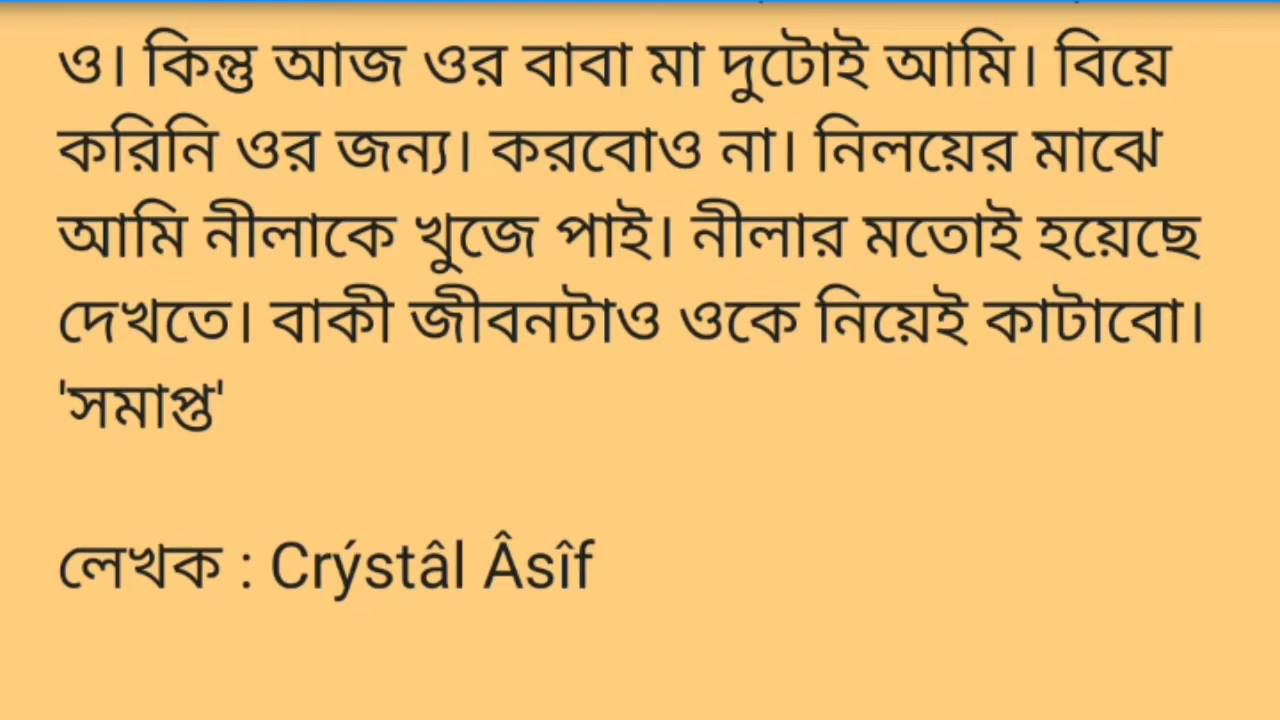 ও। কিন্তু আজ ওর বাবা মা দুটোই আমি। বিয়ে
করিনি ওর জন্য। করবোও না। নিলয়ের মাঝে
আমি নীলাকে খুজে পাই। নীলার মতোই হয়েছে
দেখতে। বাকী জীবনটাও ওকে নিয়েই কাটাবো।
'সমাপ্ত'
লেখক : Crýstâl Âsîf